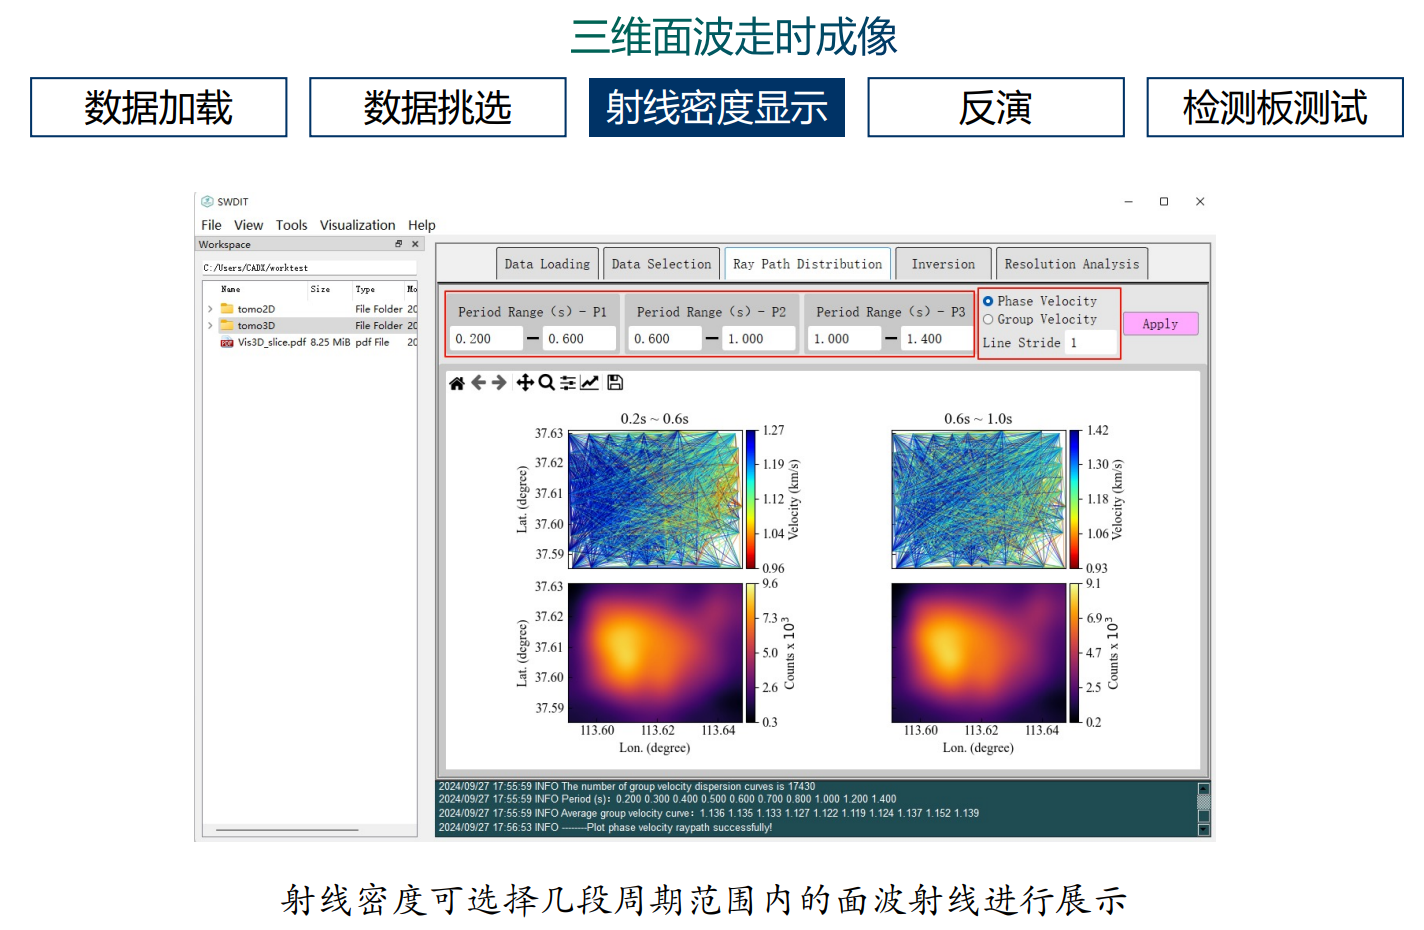 三维面波走时成像
数据加载 数据挑选 射线密度显示 反演 检测板测试
SWDIT
File View Tools Visualization Help
Workspace
C:/Users/CADX/worktest
Name Size Type Mo
tomo2D File Folder 20
tomo3D File Folder 20
Vis3D_slice.pdf 8.25 MiB pdf File 20
Data Loading Data Selection Ray Path Distribution Inversion Resolution Analysis
Period Range (s) - P1 Period Range (s) - P2 Period Range (s) - P3
0.200 0.600 0.600 1.000 1.000 1.400
Phase Velocity
Group Velocity
Line Stride 1
Apply
0.2s ~ 0.6s
37.63
37.62
37.61
37.60
37.59
Lat. (degree)
1.27
1.19
1.12
1.04
0.96
Velocity (km/s)
0.6s ~ 1.0s
1.42
1.30
1.18
1.06
0.93
Velocity (km/s)
37.63
37.62
37.61
37.60
37.59
Lat. (degree)
113.60 113.62 113.64
Lon. (degree)
9.6
7.3
5.0
2.6
0.3
Counts x 10³
113.60 113.62 113.64
Lon. (degree)
9.1
6.9
4.7
2.5
0.2
Counts x 10³
2024/09/27 17:55:59 INFO The number of group velocity dispersion curves is 17430
2024/09/27 17:55:59 INFO Period (s): 0.200 0.300 0.400 0.500 0.600 0.700 0.800 1.000 1.200 1.400
2024/09/27 17:55:59 INFO Average group velocity curve: 1.136 1.135 1.133 1.127 1.122 1.119 1.124 1.137 1.152 1.139
2024/09/27 17:56:53 INFO --------Plot phase velocity raypath successfully!
射线密度可选择几段周期范围内的面波射线进行展示